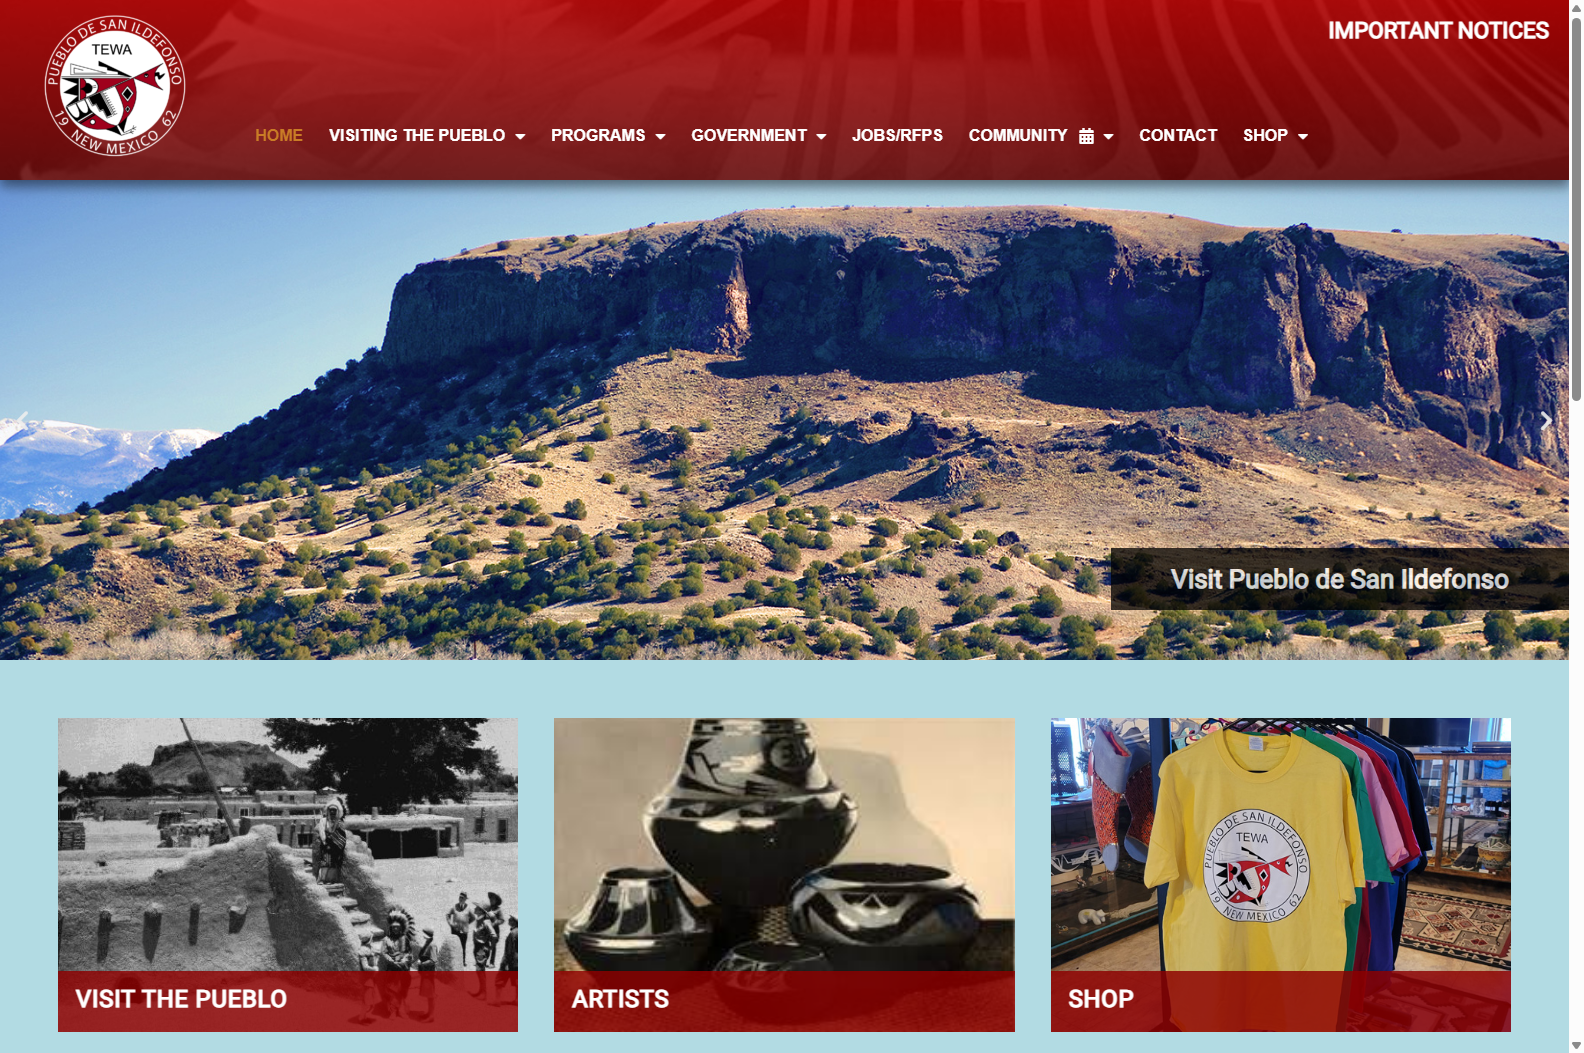 PUEBLO DE SAN ILDEFONSO
TEWA
19 NEW MEXICO 62
IMPORTANT NOTICES
HOME VISITING THE PUEBLO PROGRAMS GOVERNMENT JOBS/RFPS COMMUNITY CONTACT SHOP
Visit Pueblo de San Ildefonso
PUEBLO DE SAN ILDEFONSO
TEWA
19 NEW MEXICO 62
VISIT THE PUEBLO
ARTISTS
SHOP